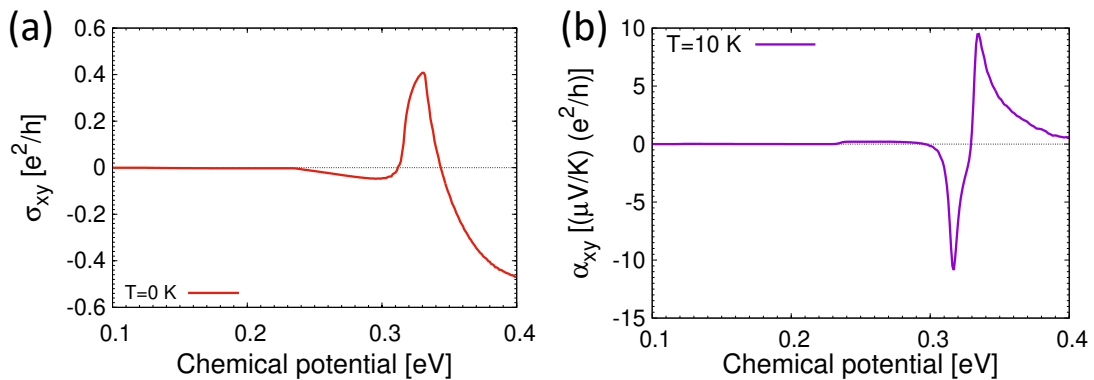 (a)
0.6
0.4
0.2
0
-0.2
-0.4
-0.6
σxy [e²/h]
T=0 K
0.1
0.2
0.3
0.4
Chemical potential [eV]
(b)
10
5
0
-5
-10
-15
αxy [(μV/K) (e²/h)]
T=10 K
0.1
0.2
0.3
0.4
Chemical potential [eV]